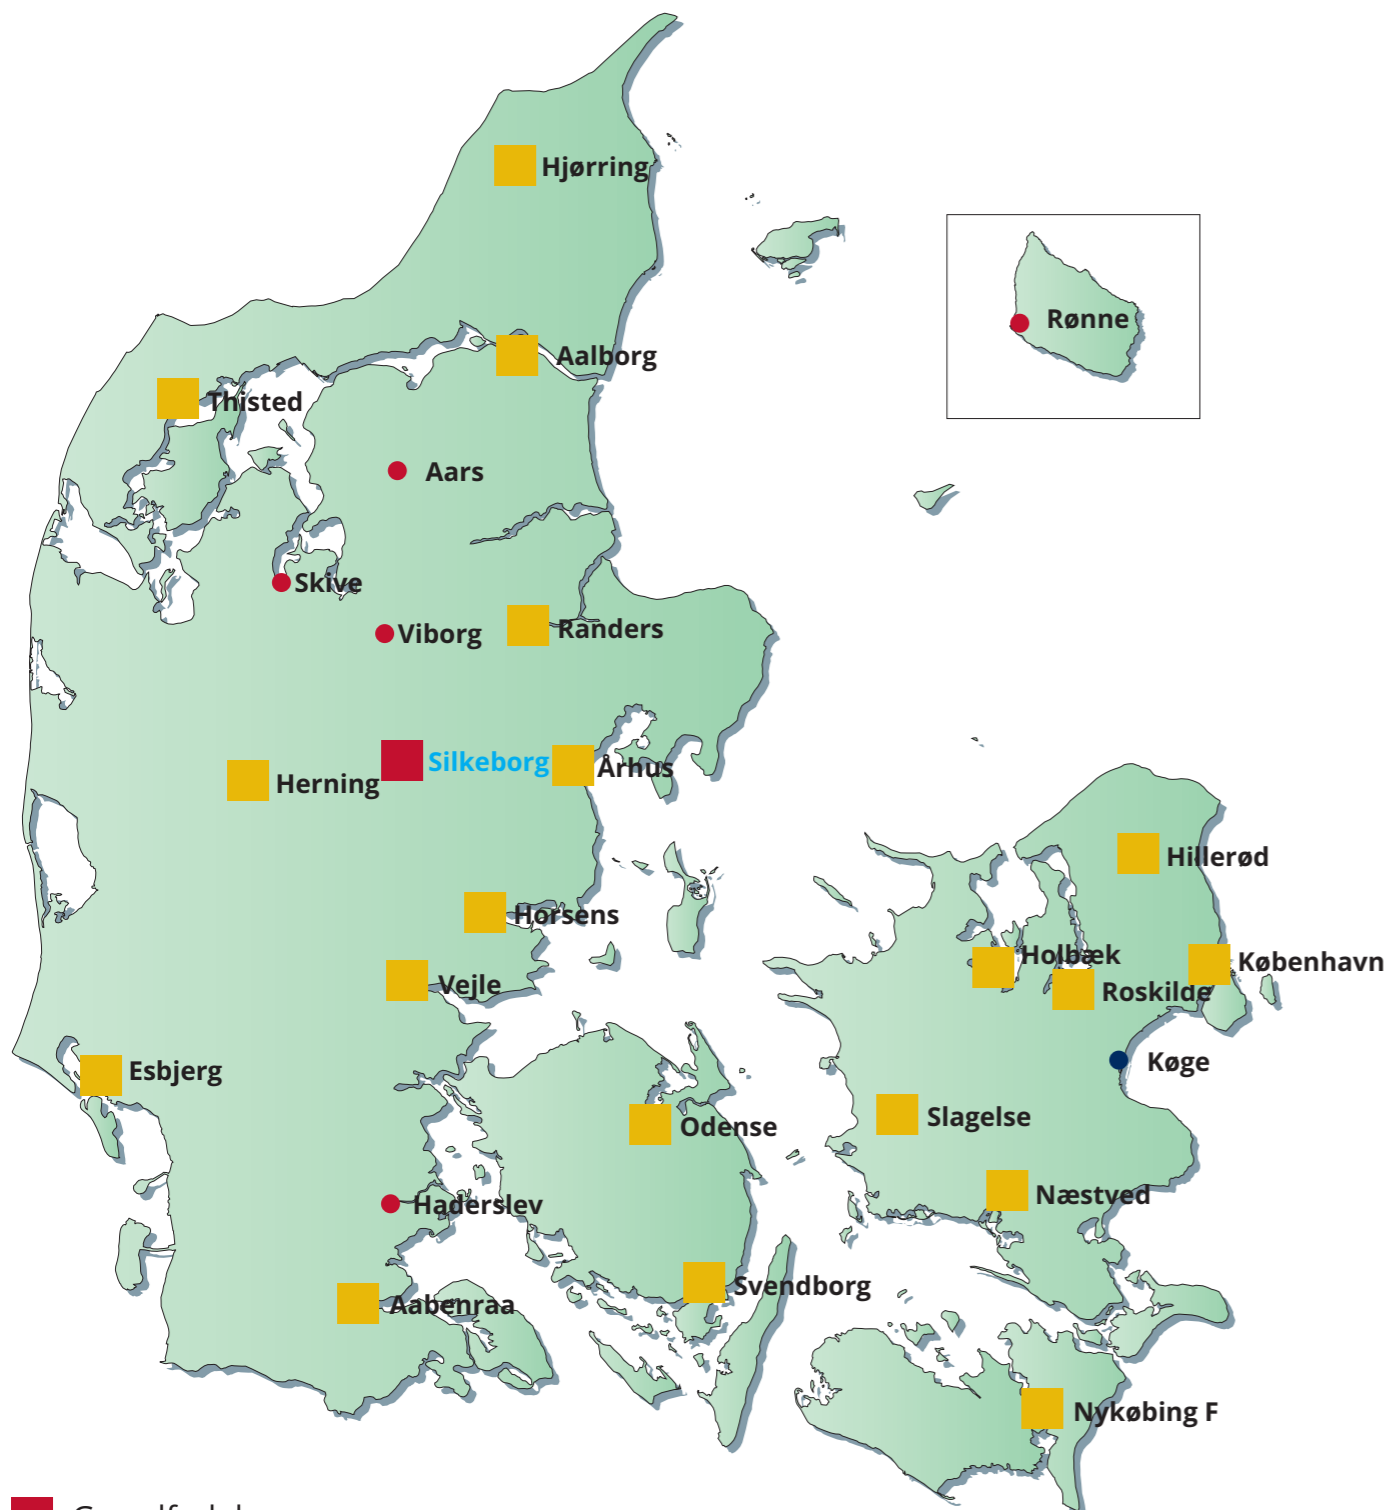 Hjørring
Rønne
Aalborg
Thisted
Aars
Skive
Viborg
Randers
Silkeborg
Århus
Herning
Hillerød
Horsens
Holbæk
København
Vejle
Roskilde
Køge
Esbjerg
Slagelse
Odense
Næstved
Haderslev
Svendborg
Aabenraa
Nykøbing F